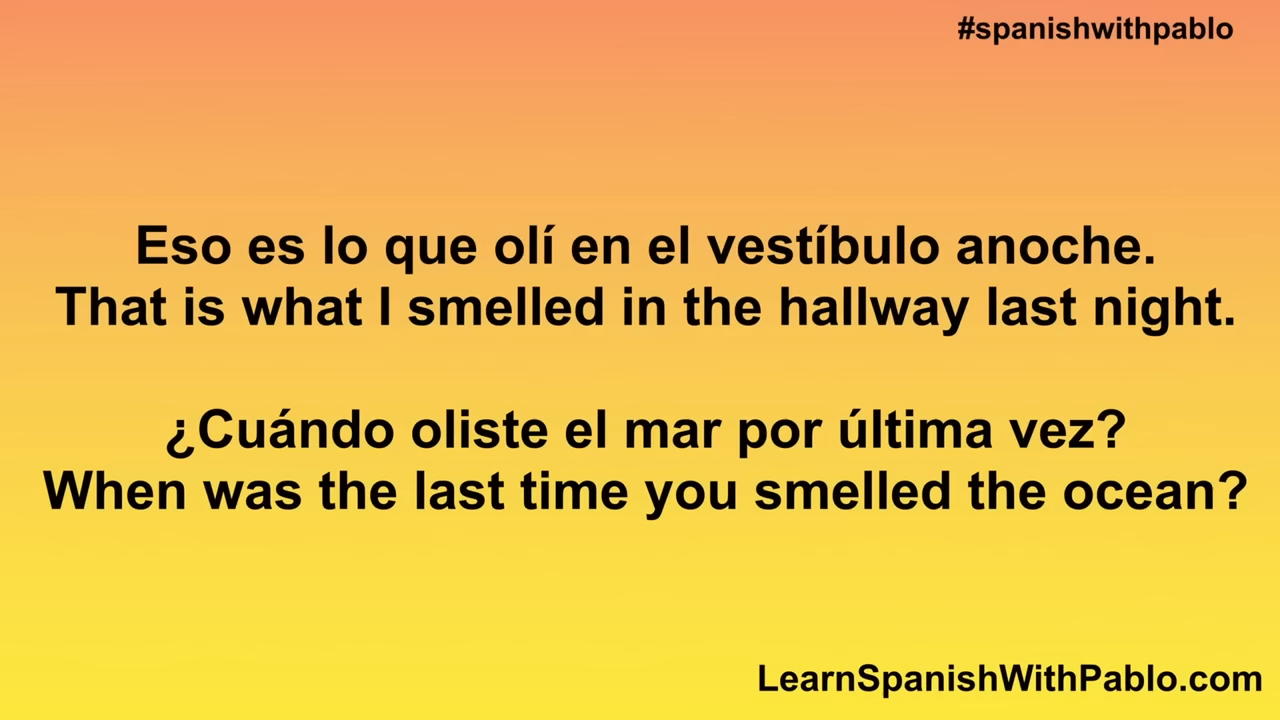 #spanishwithpablo
Eso es lo que olí en el vestíbulo anoche.
That is what I smelled in the hallway last night.
¿Cuándo oliste el mar por última vez?
When was the last time you smelled the ocean?
LearnSpanishWithPablo.com